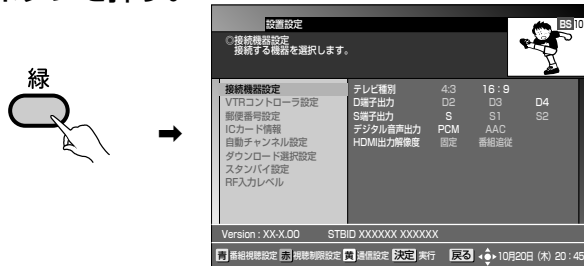 緑
➡
設置設定
BS 10
◎接続機器設定
接続する機器を選択します。
接続機器設定
VTRコントローラ設定
郵便番号設定
ICカード情報
自動チャンネル設定
ダウンロード選択設定
スタンバイ設定
RF入力レベル
テレビ種別 4:3 16:9
D端子出力 D2 D3 D4
S端子出力 S S1 S2
デジタル音声出力 PCM AAC
HDMI出力解像度 固定 番組追従
Version : XX-X.00 STBID XXXXXX XXXXXX
青 番組視聴設定 赤 視聴制限設定 黄 通信設定 決定 実行 戻る 10月20日 (木) 20 : 45